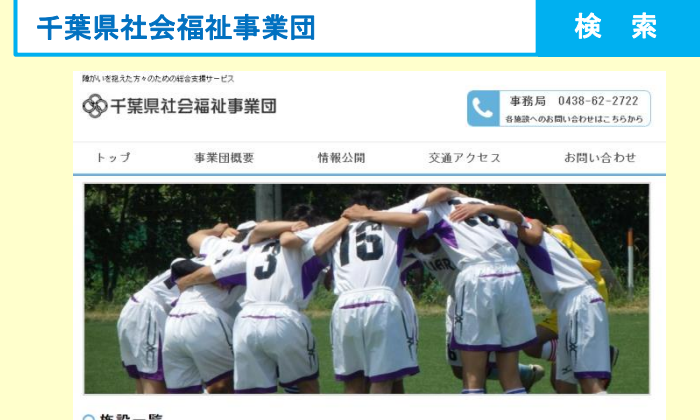 千葉県社会福祉事業団 検 索
障がいを抱えた方々のための総合支援サービス
千葉県社会福祉事業団
事務局 0438-62-2722
各施設へのお問い合わせはこちらから
トップ 事業団概要 情報公開 交通アクセス お問い合わせ
3 16
施設一覧